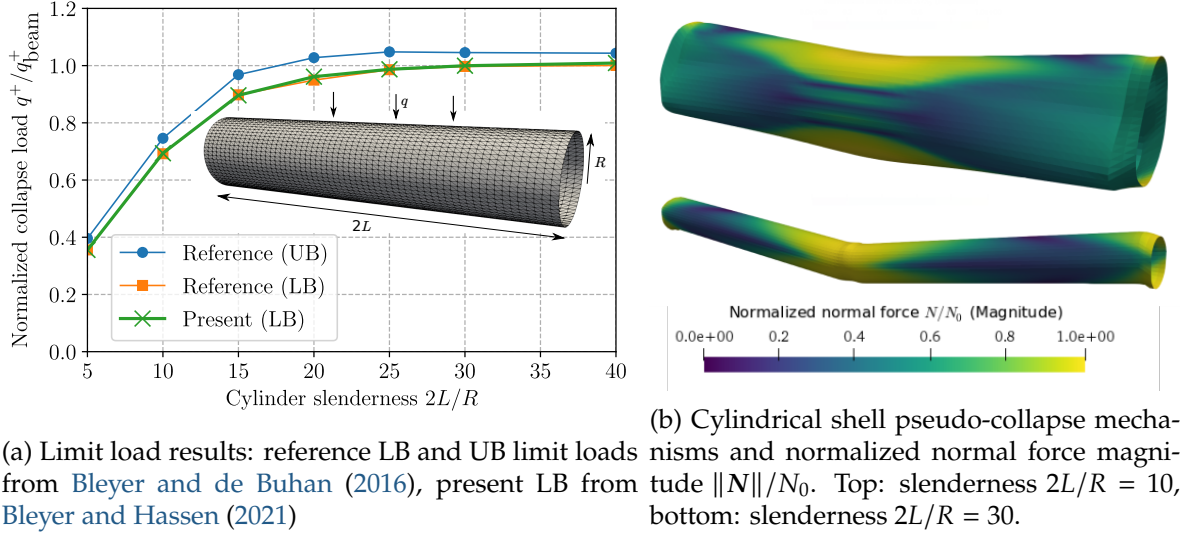 Normalized collapse load q⁺/q⁺beam
1.0
0.8
0.6
0.4
0.2
0.0
5
10
15
20
25
30
35
40
Cylinder slenderness 2L/R
Reference (UB)
Reference (LB)
Present (LB)
q
R
2L
Normalized normal force N/N₀ (Magnitude)
0.0e+00
0.2
0.4
0.6
0.8
1.0e+00
(a) Limit load results: reference LB and UB limit loads
from Bleyer and de Buhan (2016), present LB from
Bleyer and Hassen (2021)
(b) Cylindrical shell pseudo-collapse mecha-
nisms and normalized normal force magni-
tude ‖N‖/N₀. Top: slenderness 2L/R = 10,
bottom: slenderness 2L/R = 30.